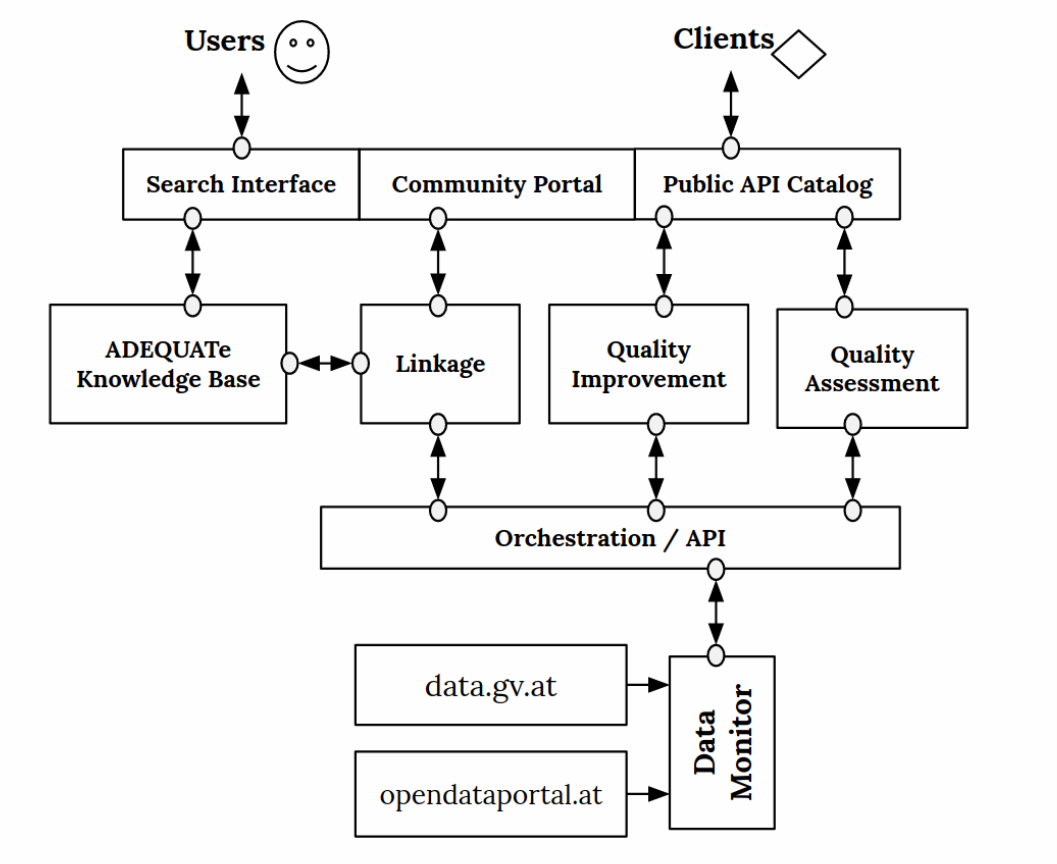 Users
Clients
Search Interface
Community Portal
Public API Catalog
ADEQUATe
Knowledge Base
Linkage
Quality
Improvement
Quality
Assessment
Orchestration / API
data.gv.at
opendataportal.at
Data
Monitor